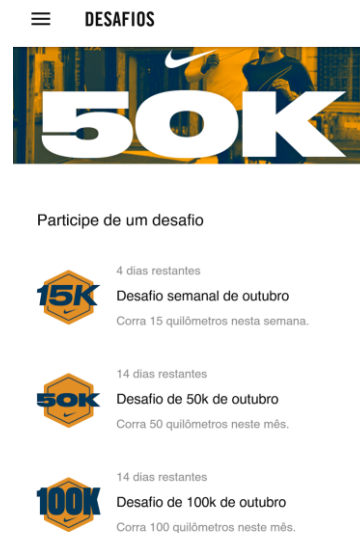 DESAFIOS
50K
Participe de um desafio
4 dias restantes
15K
Desafio semanal de outubro
Corra 15 quilômetros nesta semana.
14 dias restantes
50K
Desafio de 50k de outubro
Corra 50 quilômetros neste mês.
14 dias restantes
100K
Desafio de 100k de outubro
Corra 100 quilômetros neste mês.